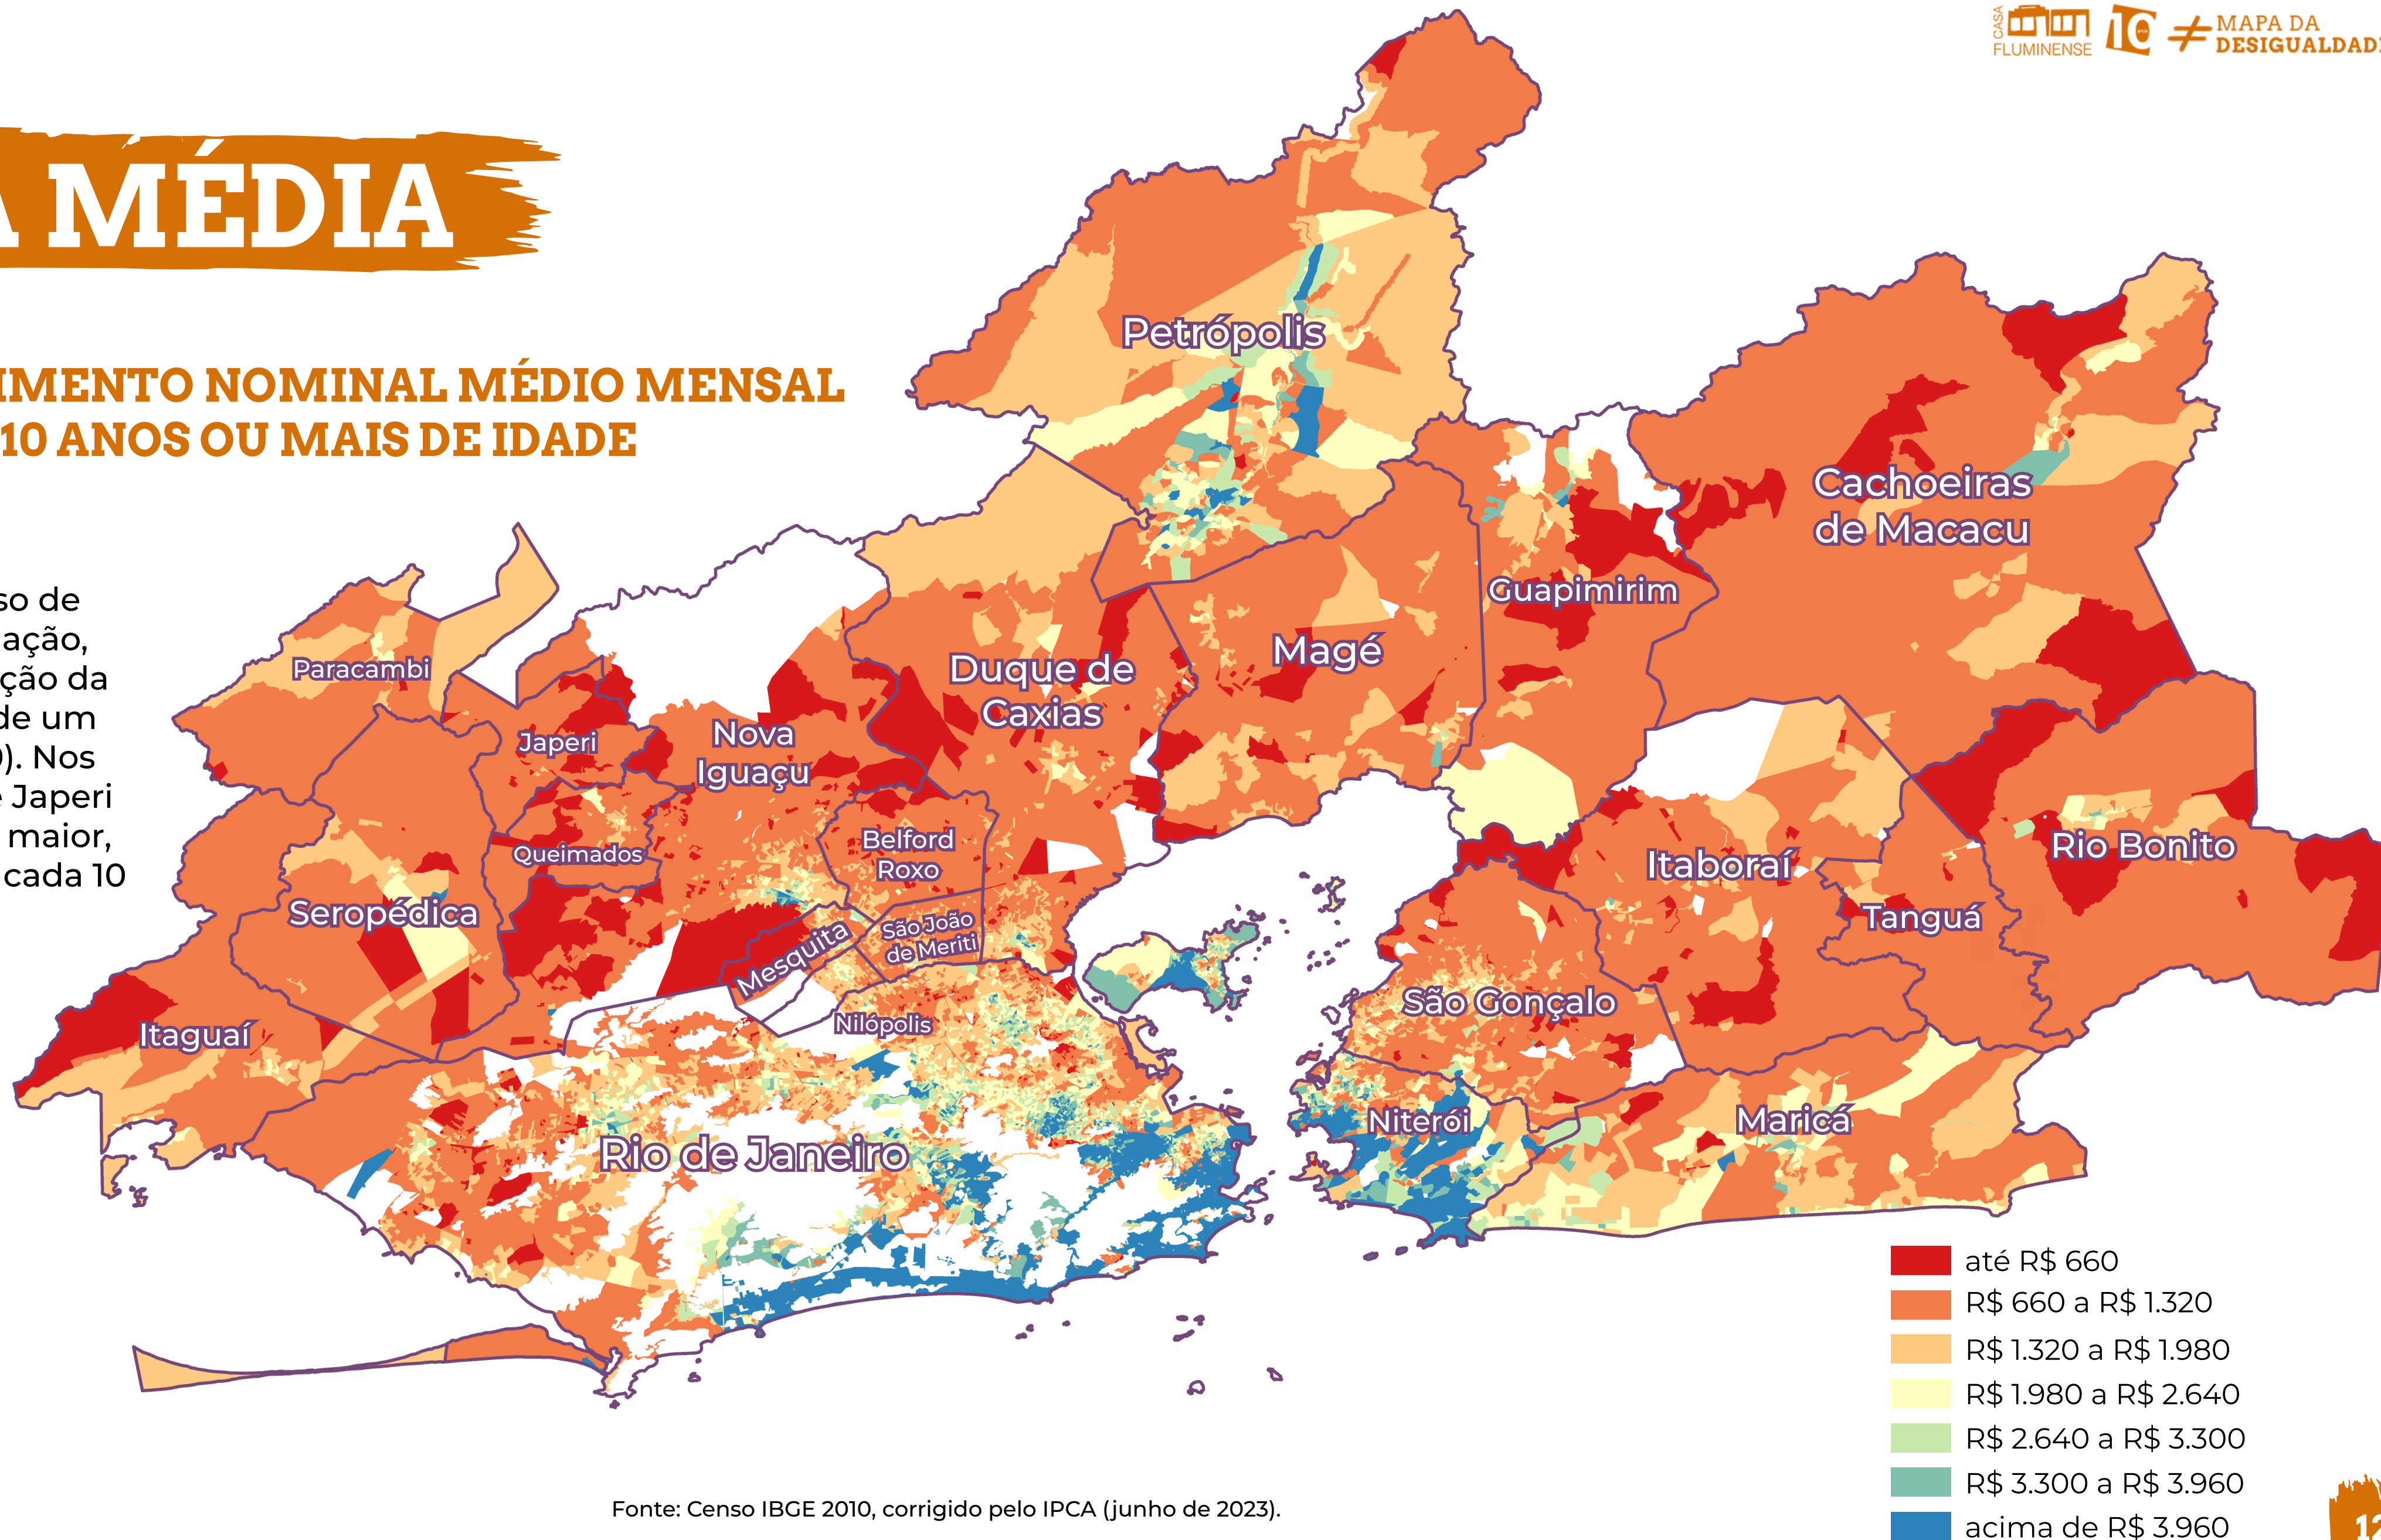 CASA
FLUMINENSE
10
MAPA DA
DESIGUALDADE
A MÉDIA
IMENTO NOMINAL MÉDIO MENSAL
10 ANOS OU MAIS DE IDADE
so de
ação,
ção da
de um
0). Nos
e Japeri
maior,
cada 10
Petrópolis
Cachoeiras
de Macacu
Guapimirim
Magé
Paracambi
Duque de
Caxias
Japeri
Nova
Iguaçu
Queimados
Belford
Roxo
Itaboraí
Rio Bonito
Seropédica
Tanguá
São João
de Meriti
Mesquita
São Gonçalo
Nilópolis
Itaguaí
Niterói
Maricá
Rio de Janeiro
até R$ 660
R$ 660 a R$ 1.320
R$ 1.320 a R$ 1.980
R$ 1.980 a R$ 2.640
R$ 2.640 a R$ 3.300
R$ 3.300 a R$ 3.960
acima de R$ 3.960
Fonte: Censo IBGE 2010, corrigido pelo IPCA (junho de 2023).
12